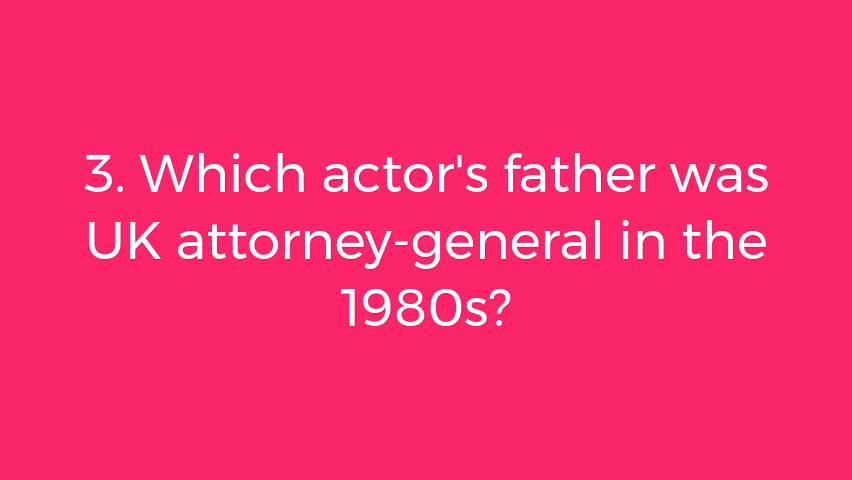 3. Which actor's father was
UK attorney-general in the
1980s?